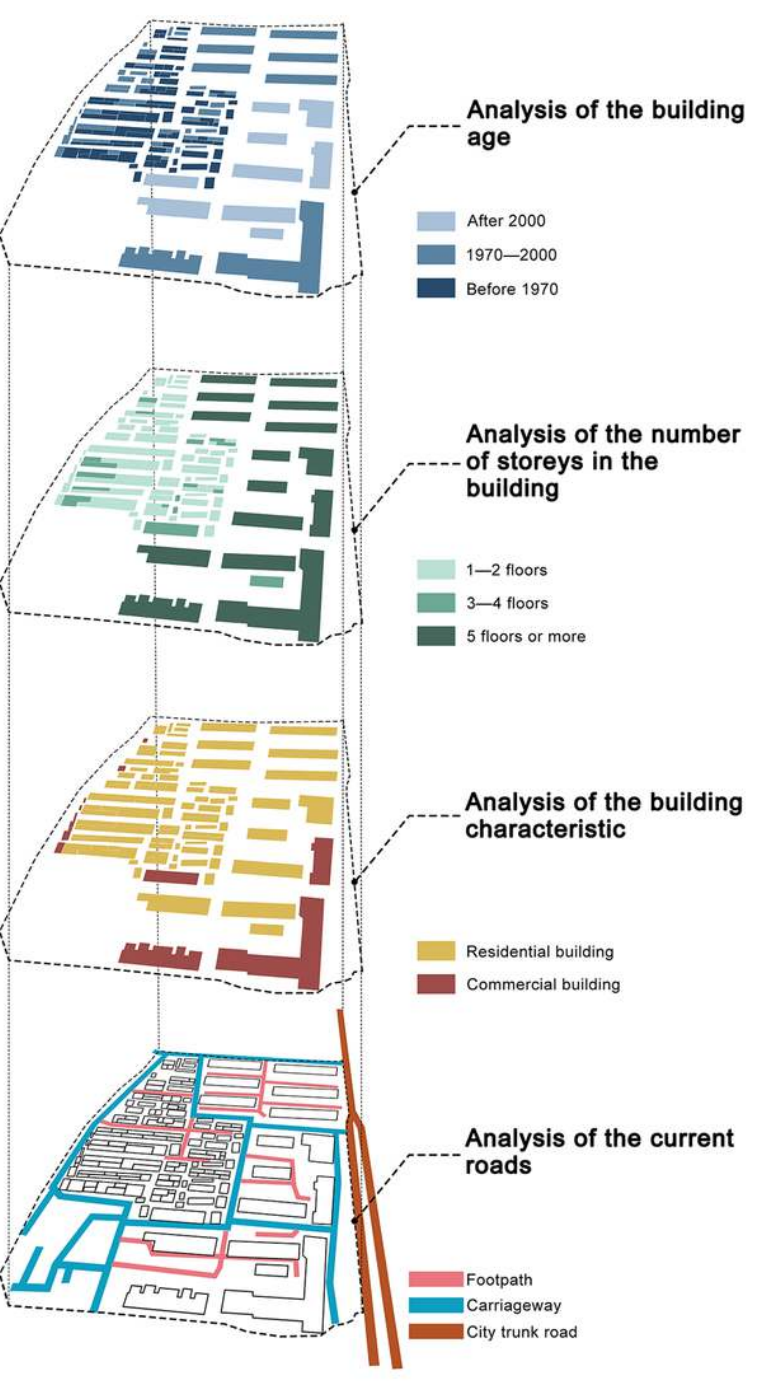 Analysis of the building
age
After 2000
1970—2000
Before 1970
Analysis of the number
of storeys in the
building
1—2 floors
3—4 floors
5 floors or more
Analysis of the building
characteristic
Residential building
Commercial building
Analysis of the current
roads
Footpath
Carriageway
City trunk road